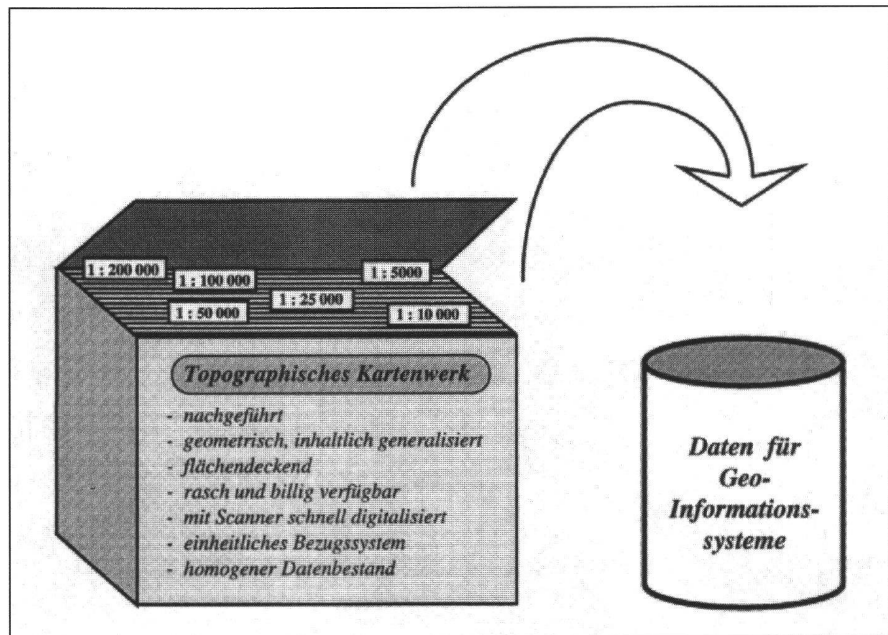 1 : 200 000
1 : 100 000
1 : 5000
1 : 50 000
1 : 25 000
1 : 10 000
Topographisches Kartenwerk
- nachgeführt
- geometrisch, inhaltlich generalisiert
- flächendeckend
- rasch und billig verfügbar
- mit Scanner schnell digitalisiert
- einheitliches Bezugssystem
- homogener Datenbestand
Daten für
Geo-
Informations-
systeme